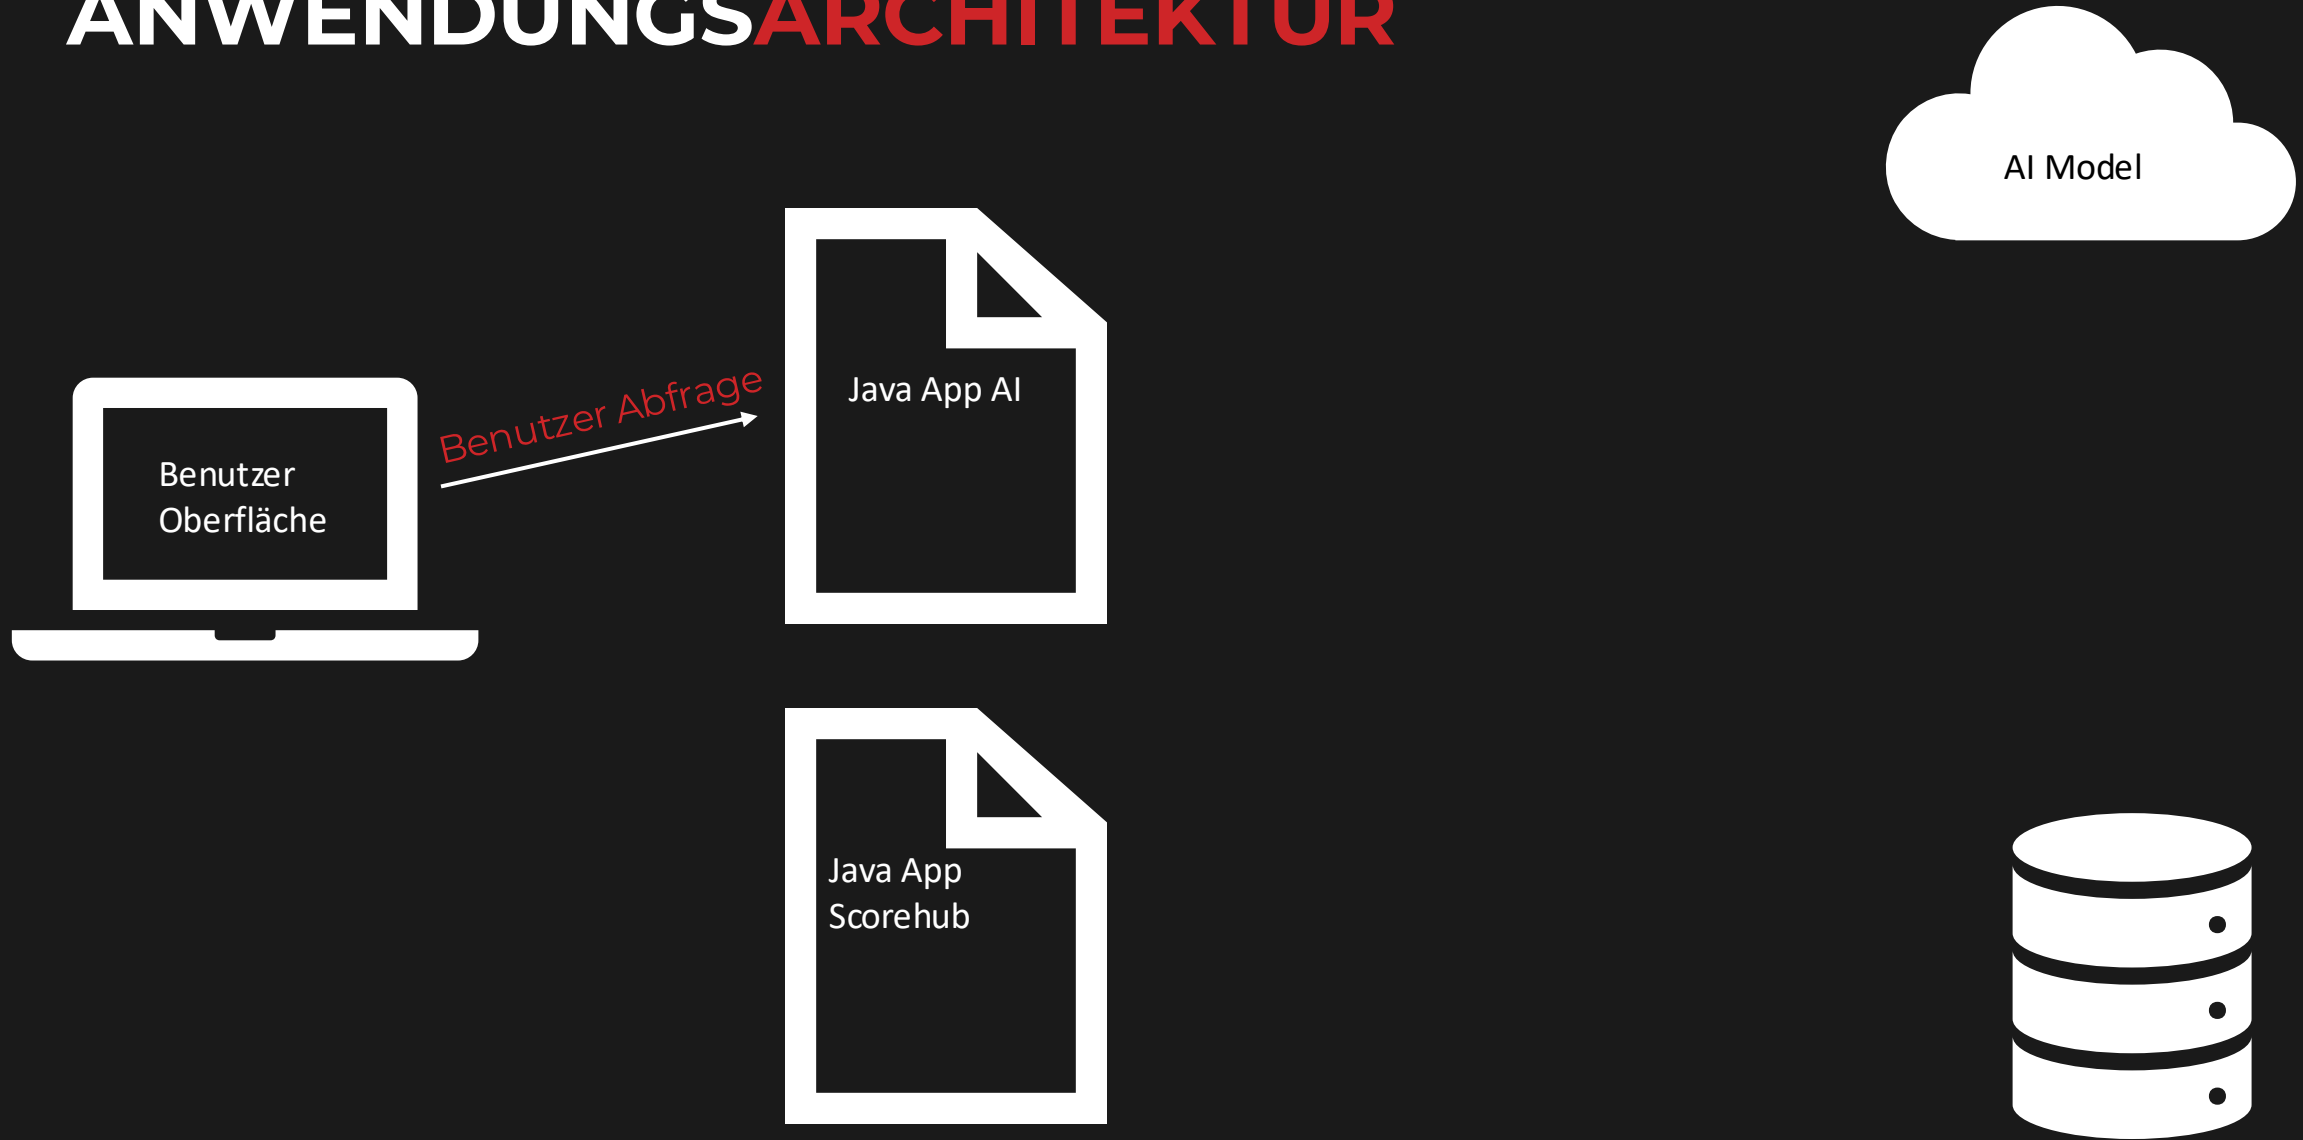 ANWENDUNGSARCHITEKTUR
AI Model
Java App AI
Benutzer Abfrage
Benutzer
Oberfläche
Java App
Scorehub